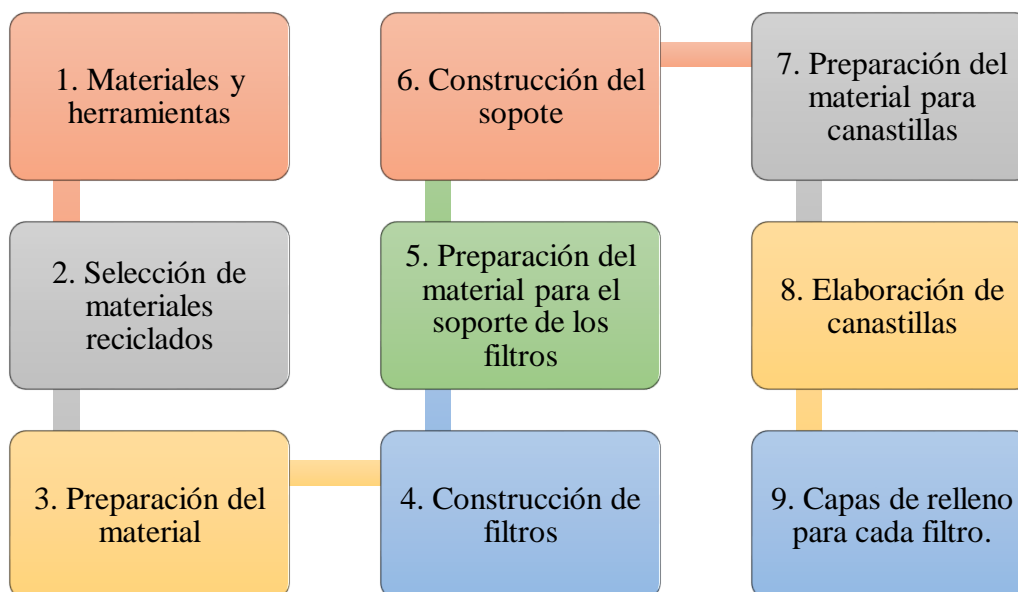 1. Materiales y
herramientas
2. Selección de
materiales
reciclados
3. Preparación del
material
4. Construcción de
filtros
5. Preparación del
material para el
soporte de los
filtros
6. Construcción del
sopote
7. Preparación del
material para
canastillas
8. Elaboración de
canastillas
9. Capas de relleno
para cada filtro.